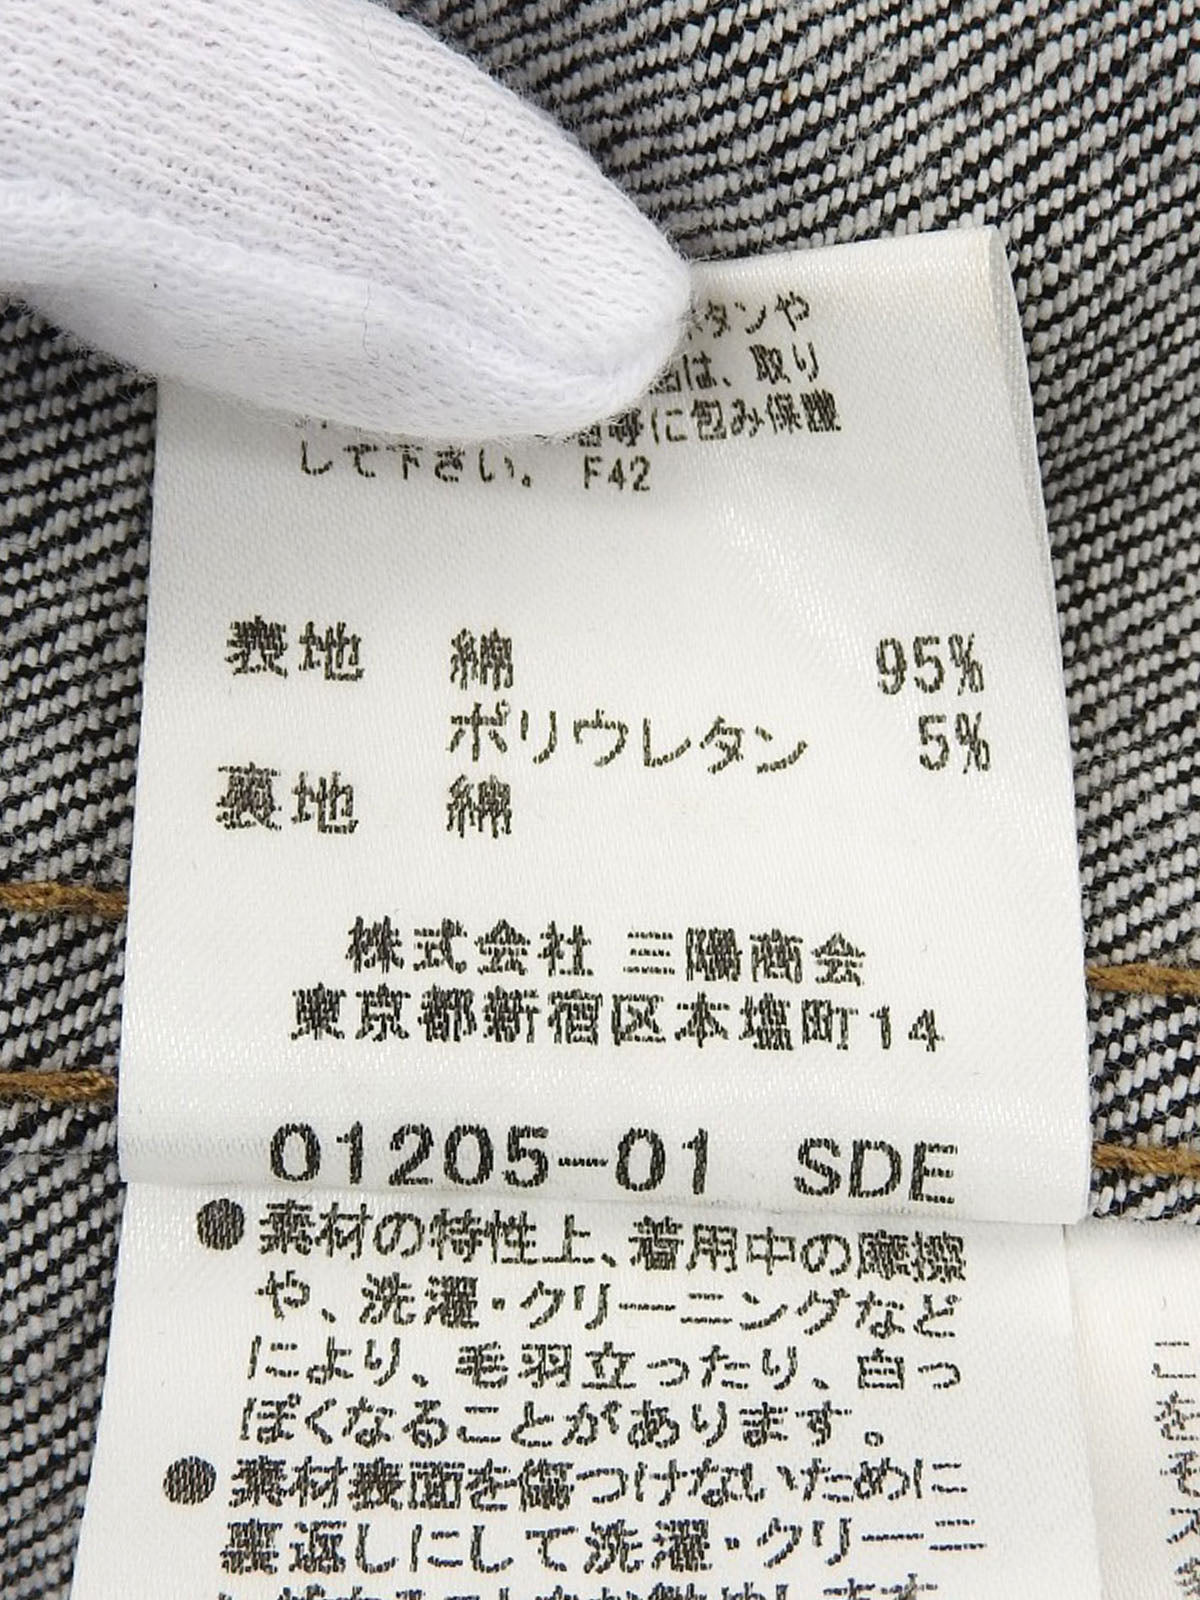 ボタンや
は、取り
に包み保護
して下さい。 F42
表地 綿 95%
ポリウレタン 5%
裏地 綿
株式会社 三陽商会
東京都新宿区本塩町14
01205-01 SDE
●素材の特性上、着用中の摩擦
や、洗濯・クリーニングなど
により、毛羽立ったり、白っ
ぽくなることがあります。
●素材表面を傷つけないために
裏返しにして洗濯・クリーニ